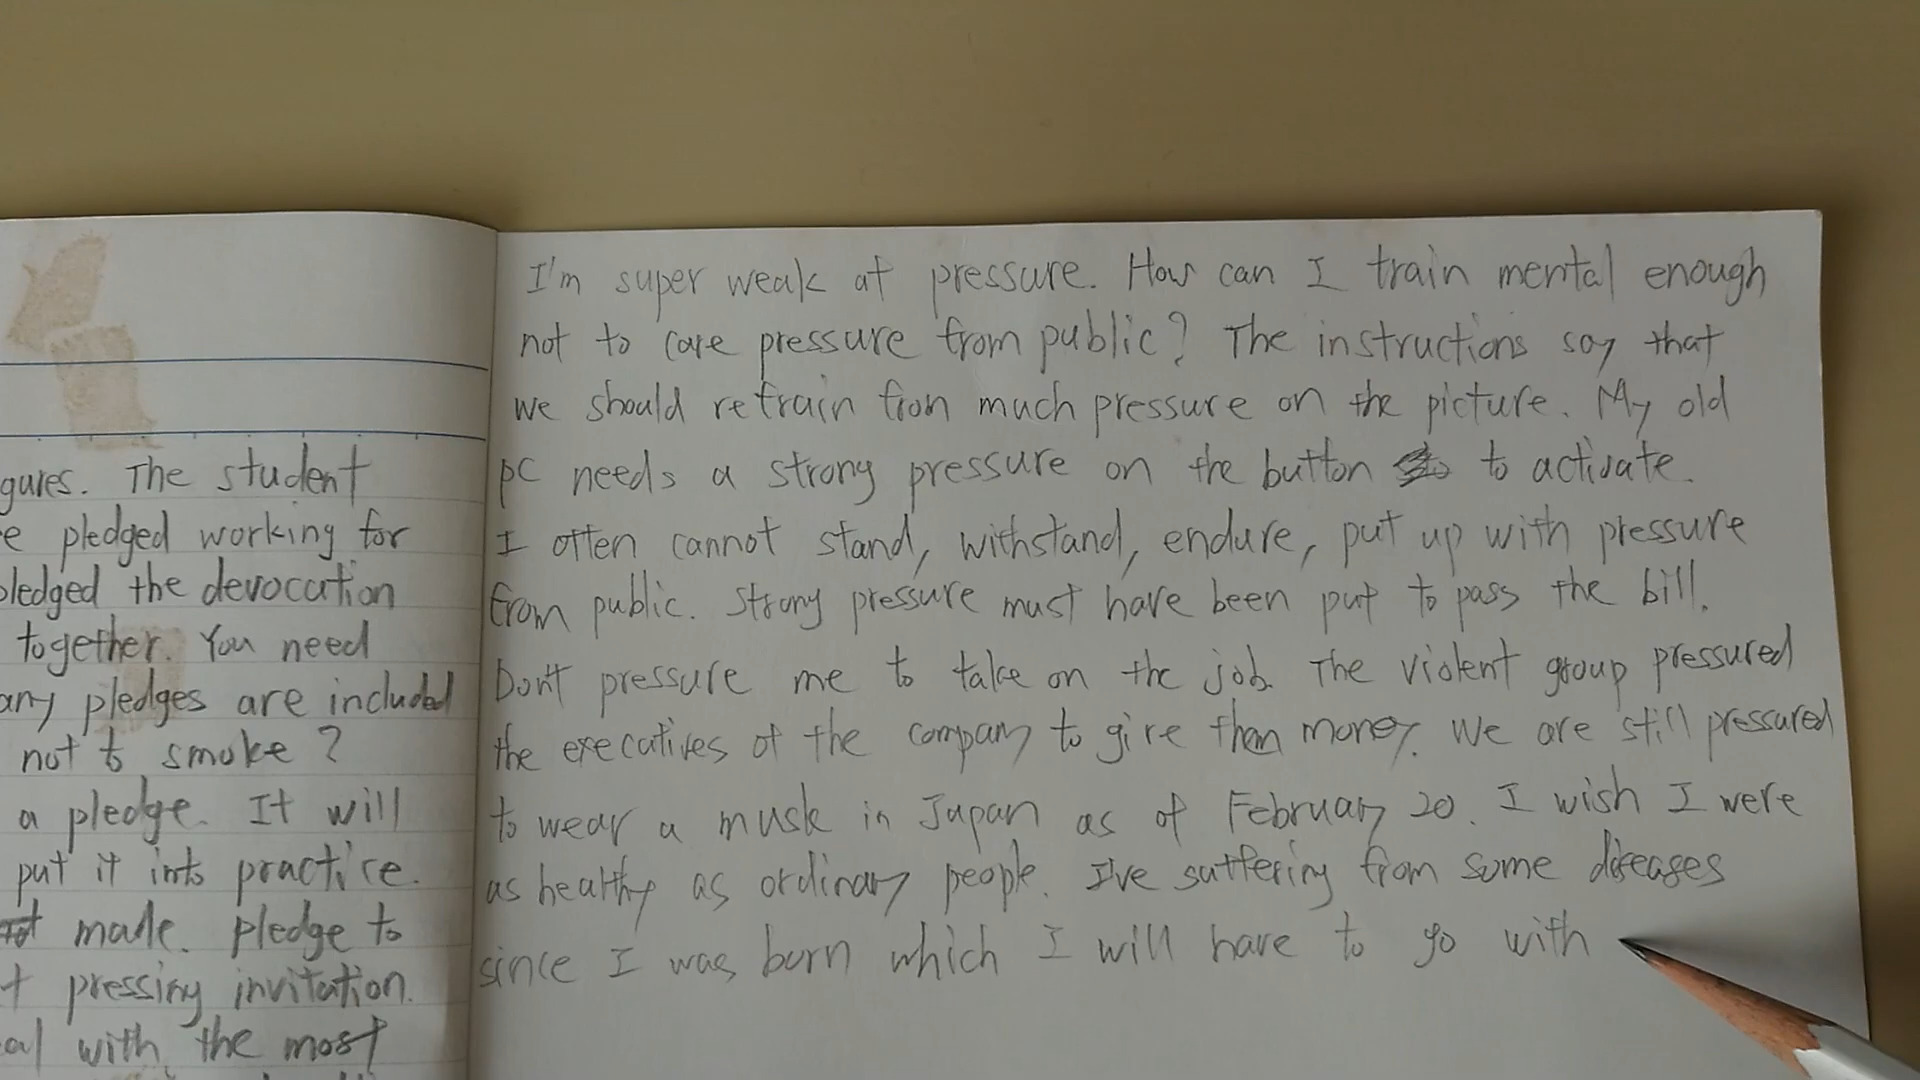 gures. The student
e pledged working for
pledged the devocation
together. You need
any pledges are included
not to smoke?
a pledge. It will
put it into practice.
made. pledge to
t pressing invitation.
al with the most
I'm super weak at pressure. How can I train mental enough
not to care pressure from public? The instructions say that
we should refrain from much pressure on the picture. My old
pc needs a strong pressure on the button to activate.
I often cannot stand, withstand, endure, put up with pressure
from public. Strong pressure must have been put to pass the bill.
Don't pressure me to take on the job. The violent group pressured
the executives of the company to give them money. We are still pressured
to wear a musk in Japan as of February 20. I wish I were
as healthy as ordinary people. I've suffering from some diseases
since I was born which I will have to go with